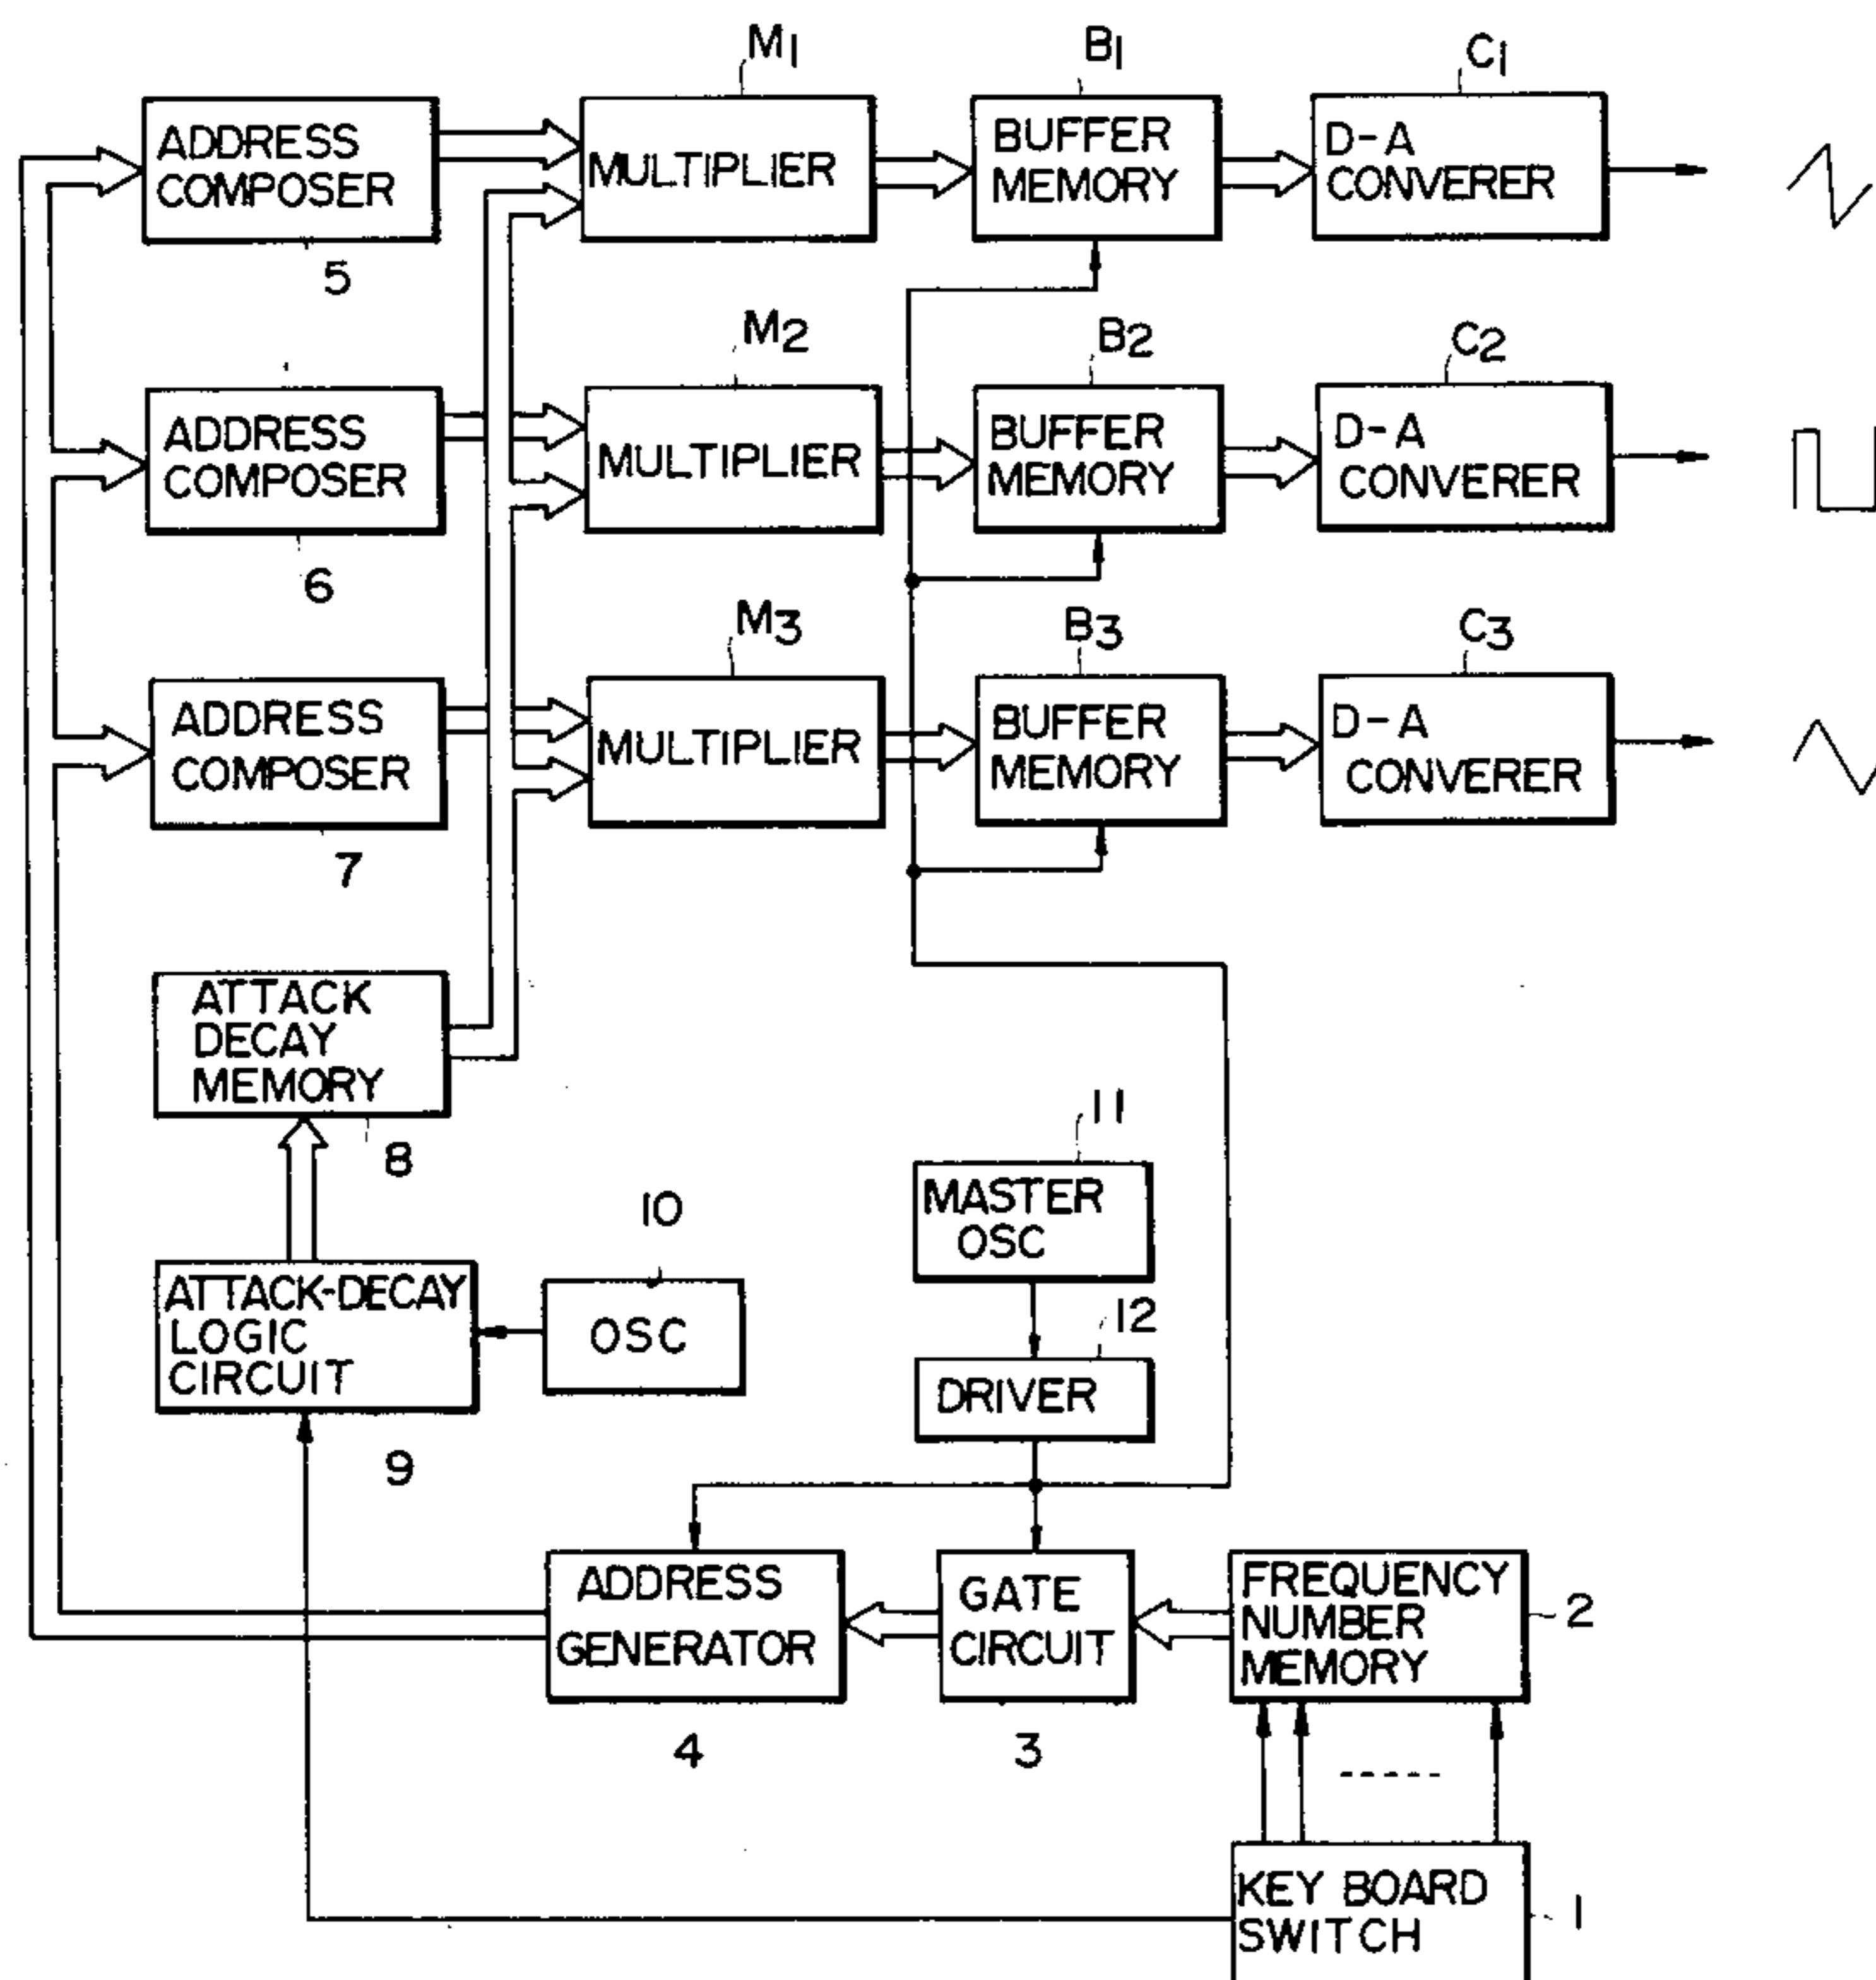 M1
B1
C1
ADDRESS
COMPOSER
MULTIPLIER
BUFFER
MEMORY
D-A
CONVERER
5
M2
B2
C2
ADDRESS
COMPOSER
MULTIPLIER
BUFFER
MEMORY
D-A
CONVERER
6
M3
B3
C3
ADDRESS
COMPOSER
MULTIPLIER
BUFFER
MEMORY
D-A
CONVERER
7
ATTACK
DECAY
MEMORY
8
11
MASTER
OSC
10
ATTACK-DECAY
LOGIC
CIRCUIT
OSC
12
DRIVER
9
ADDRESS
GENERATOR
GATE
CIRCUIT
FREQUENCY
NUMBER
MEMORY
2
4
3
KEY BOARD
SWITCH
1